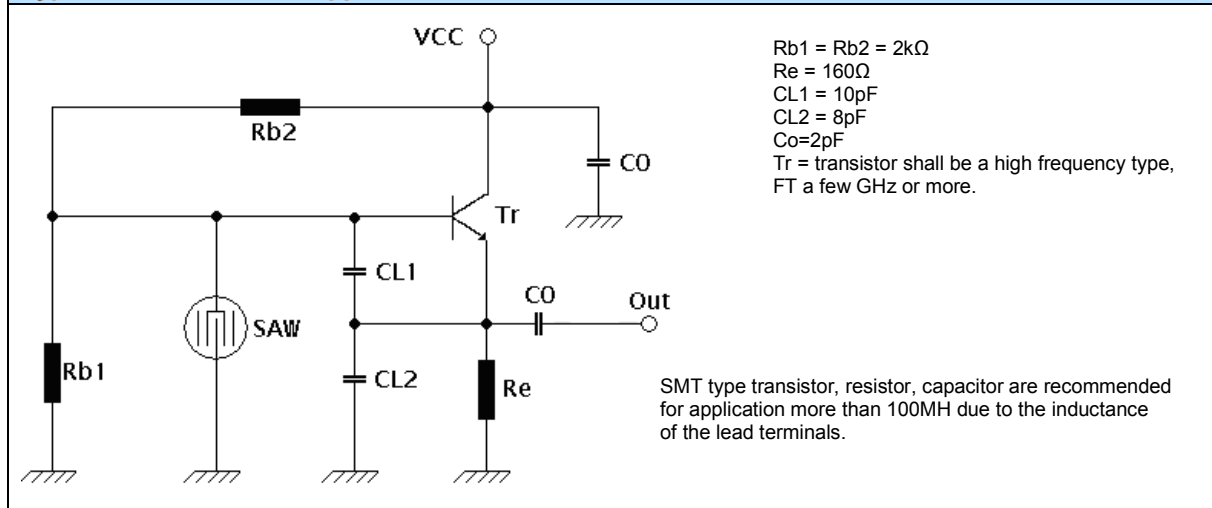 VCC
Rb2
C0
Tr
CL1
C0
Out
SAW
Rb1
CL2
Re
Rb1 = Rb2 = 2kΩ
Re = 160Ω
CL1 = 10pF
CL2 = 8pF
Co=2pF
Tr = transistor shall be a high frequency type,
FT a few GHz or more.
SMT type transistor, resistor, capacitor are recommended
for application more than 100MH due to the inductance
of the lead terminals.